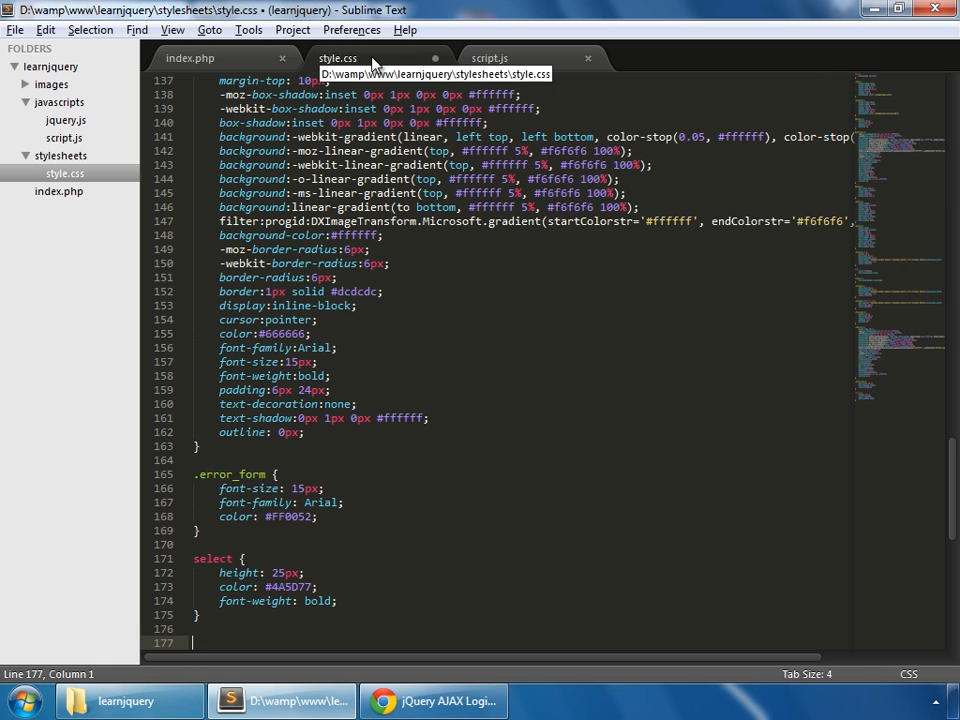 D:\wamp\www\learnjquery\stylesheets\style.css • (learnjquery) - Sublime Text
File Edit Selection Find View Goto Tools Project Preferences Help
FOLDERS
learnjquery
images
javascripts
jquery.js
script.js
stylesheets
style.css
index.php
index.php style.css script.js
D:\wamp\www\learnjquery\stylesheets\style.css
137 margin-top: 10px;
138 -moz-box-shadow:inset 0px 1px 0px 0px #ffffff;
139 -webkit-box-shadow:inset 0px 1px 0px 0px #ffffff;
140 box-shadow:inset 0px 1px 0px 0px #ffffff;
141 background:-webkit-gradient(linear, left top, left bottom, color-stop(0.05, #ffffff), color-stop(
142 background:-moz-linear-gradient(top, #ffffff 5%, #f6f6f6 100%);
143 background:-webkit-linear-gradient(top, #ffffff 5%, #f6f6f6 100%);
144 background:-o-linear-gradient(top, #ffffff 5%, #f6f6f6 100%);
145 background:-ms-linear-gradient(top, #ffffff 5%, #f6f6f6 100%);
146 background:linear-gradient(to bottom, #ffffff 5%, #f6f6f6 100%);
147 filter:progid:DXImageTransform.Microsoft.gradient(startColorstr='#ffffff', endColorstr='#f6f6f6',
148 background-color:#ffffff;
149 -moz-border-radius:6px;
150 -webkit-border-radius:6px;
151 border-radius:6px;
152 border:1px solid #dcdcdc;
153 display:inline-block;
154 cursor:pointer;
155 color:#666666;
156 font-family:Arial;
157 font-size:15px;
158 font-weight:bold;
159 padding:6px 24px;
160 text-decoration:none;
161 text-shadow:0px 1px 0px #ffffff;
162 outline: 0px;
163 }
164
165 .error_form {
166 font-size: 15px;
167 font-family: Arial;
168 color: #FF0052;
169 }
170
171 select {
172 height: 25px;
173 color: #4A5D77;
174 font-weight: bold;
175 }
176
177
Line 177, Column 1 Tab Size: 4 CSS
learnjquery D:\wamp\www\le... jQuery AJAX Logi...